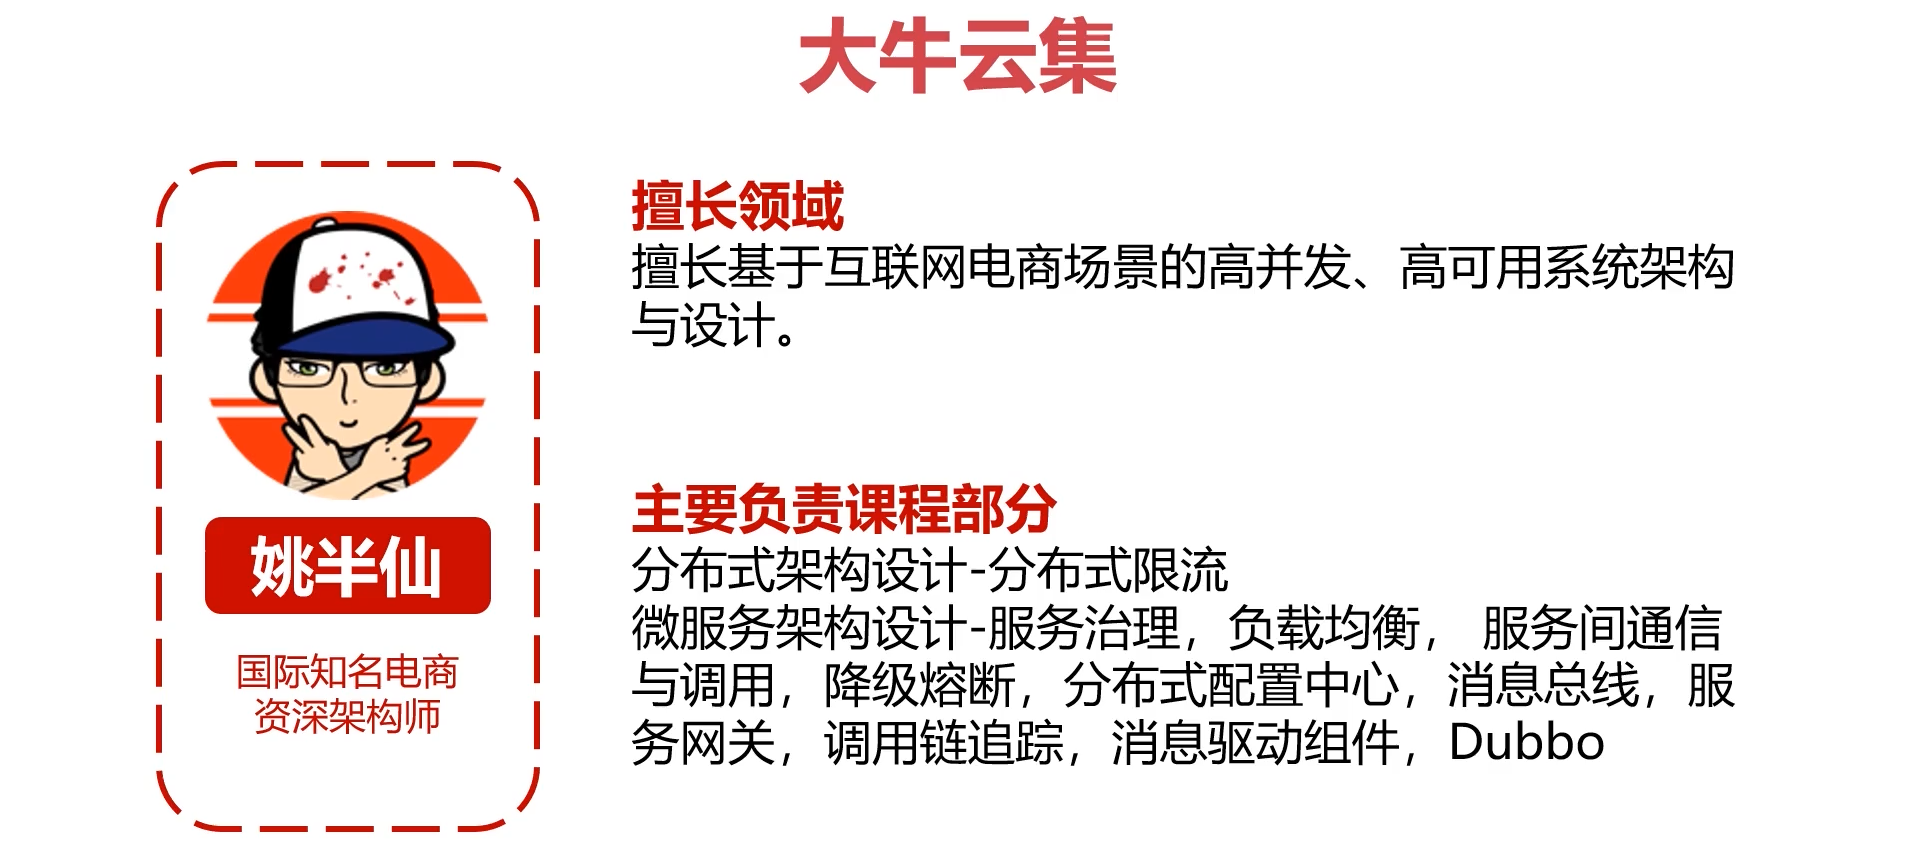 大牛云集
姚半仙
国际知名电商
资深架构师
擅长领域
擅长基于互联网电商场景的高并发、高可用系统架构
与设计。
主要负责课程部分
分布式架构设计-分布式限流
微服务架构设计-服务治理，负载均衡， 服务间通信
与调用，降级熔断，分布式配置中心，消息总线，服
务网关，调用链追踪，消息驱动组件，Dubbo